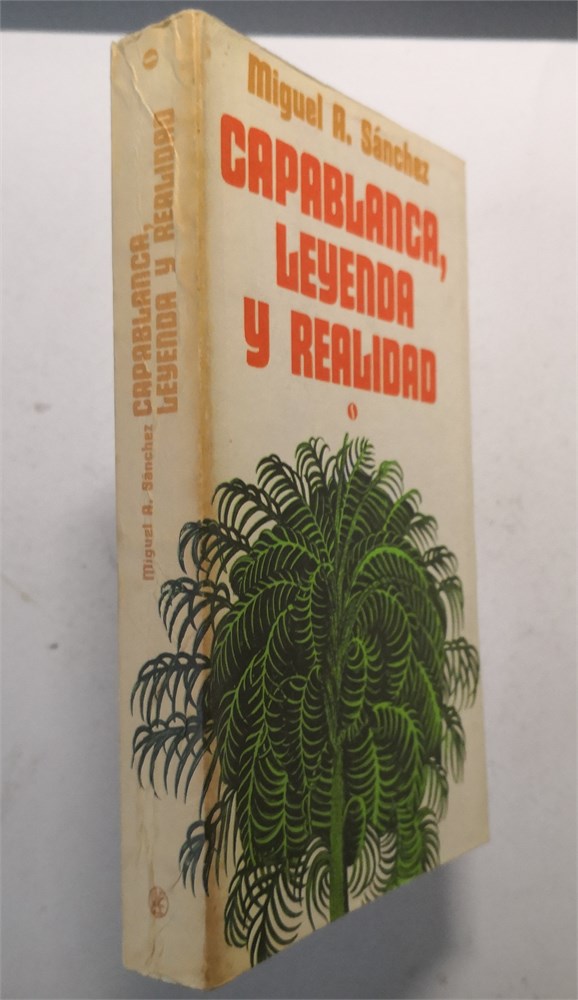 Miguel A. Sánchez
CAPABLANCA,
LEYENDA
Y REALIDAD
Miguel A. Sánchez
CAPABLANCA,
LEYENDA Y REALIDAD